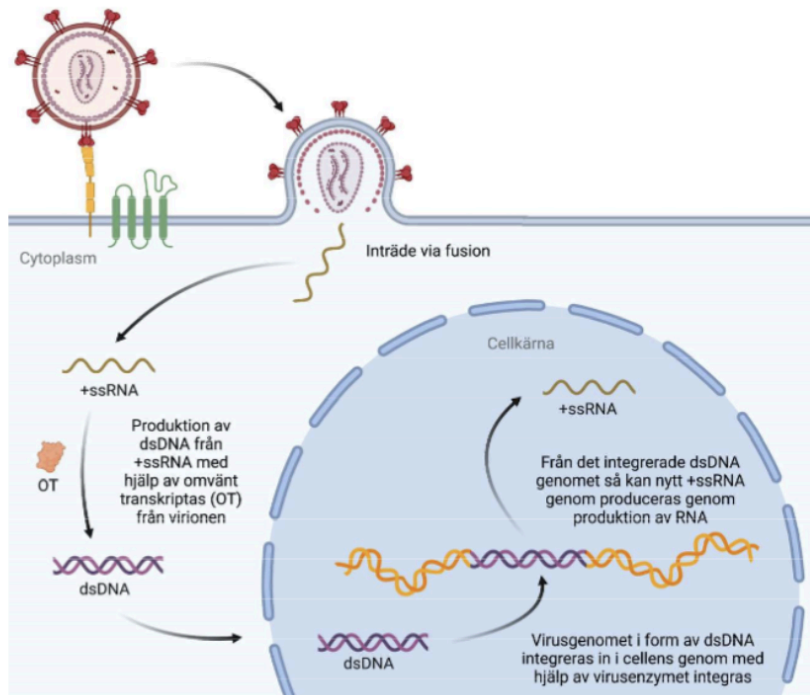 Cytoplasm
Inträde via fusion
Cellkärna
+ssRNA
+ssRNA
Produktion av
dsDNA från
+ssRNA med
hjälp av omvänt
transkriptas (OT)
från virionen
OT
Från det integrerade dsDNA
genomet så kan nytt +ssRNA
genom produceras genom
produktion av RNA
dsDNA
dsDNA
Virusgenomet i form av dsDNA
integreras in i cellens genom med
hjälp av virusenzymet integras